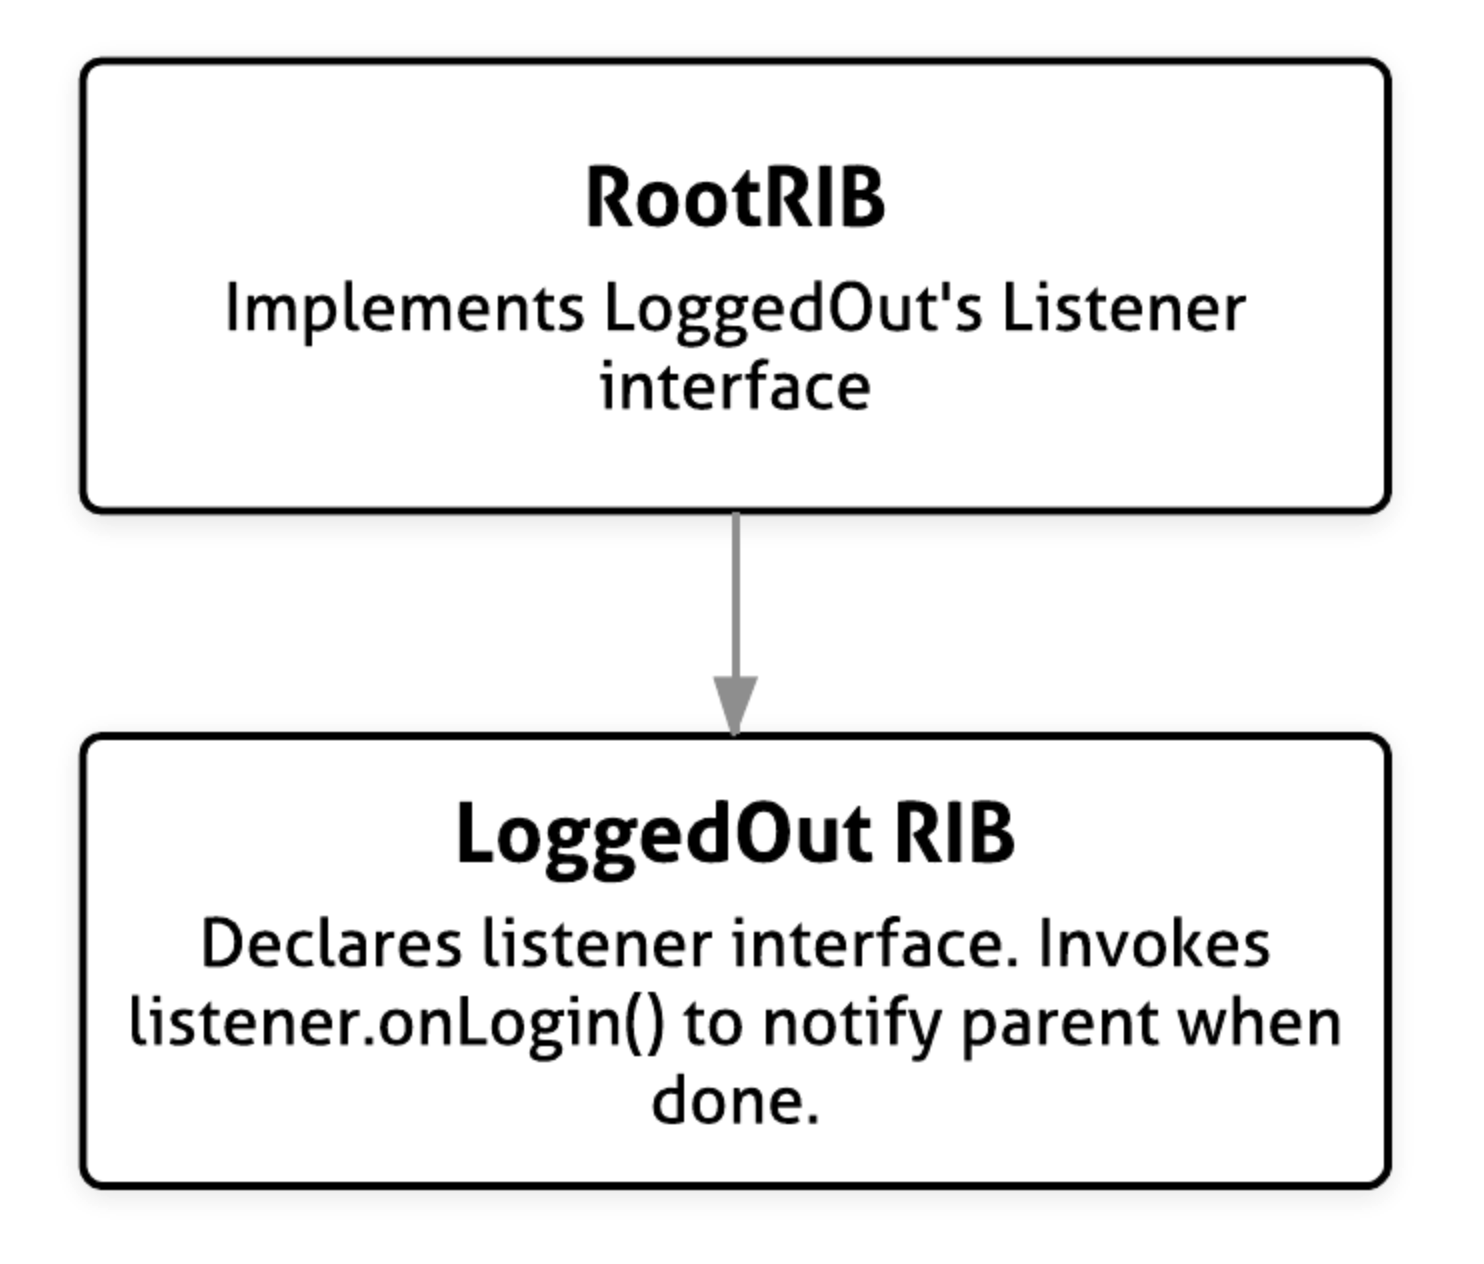 RootRIB
Implements LoggedOut's Listener
interface
LoggedOut RIB
Declares listener interface. Invokes
listener.onLogin() to notify parent when
done.